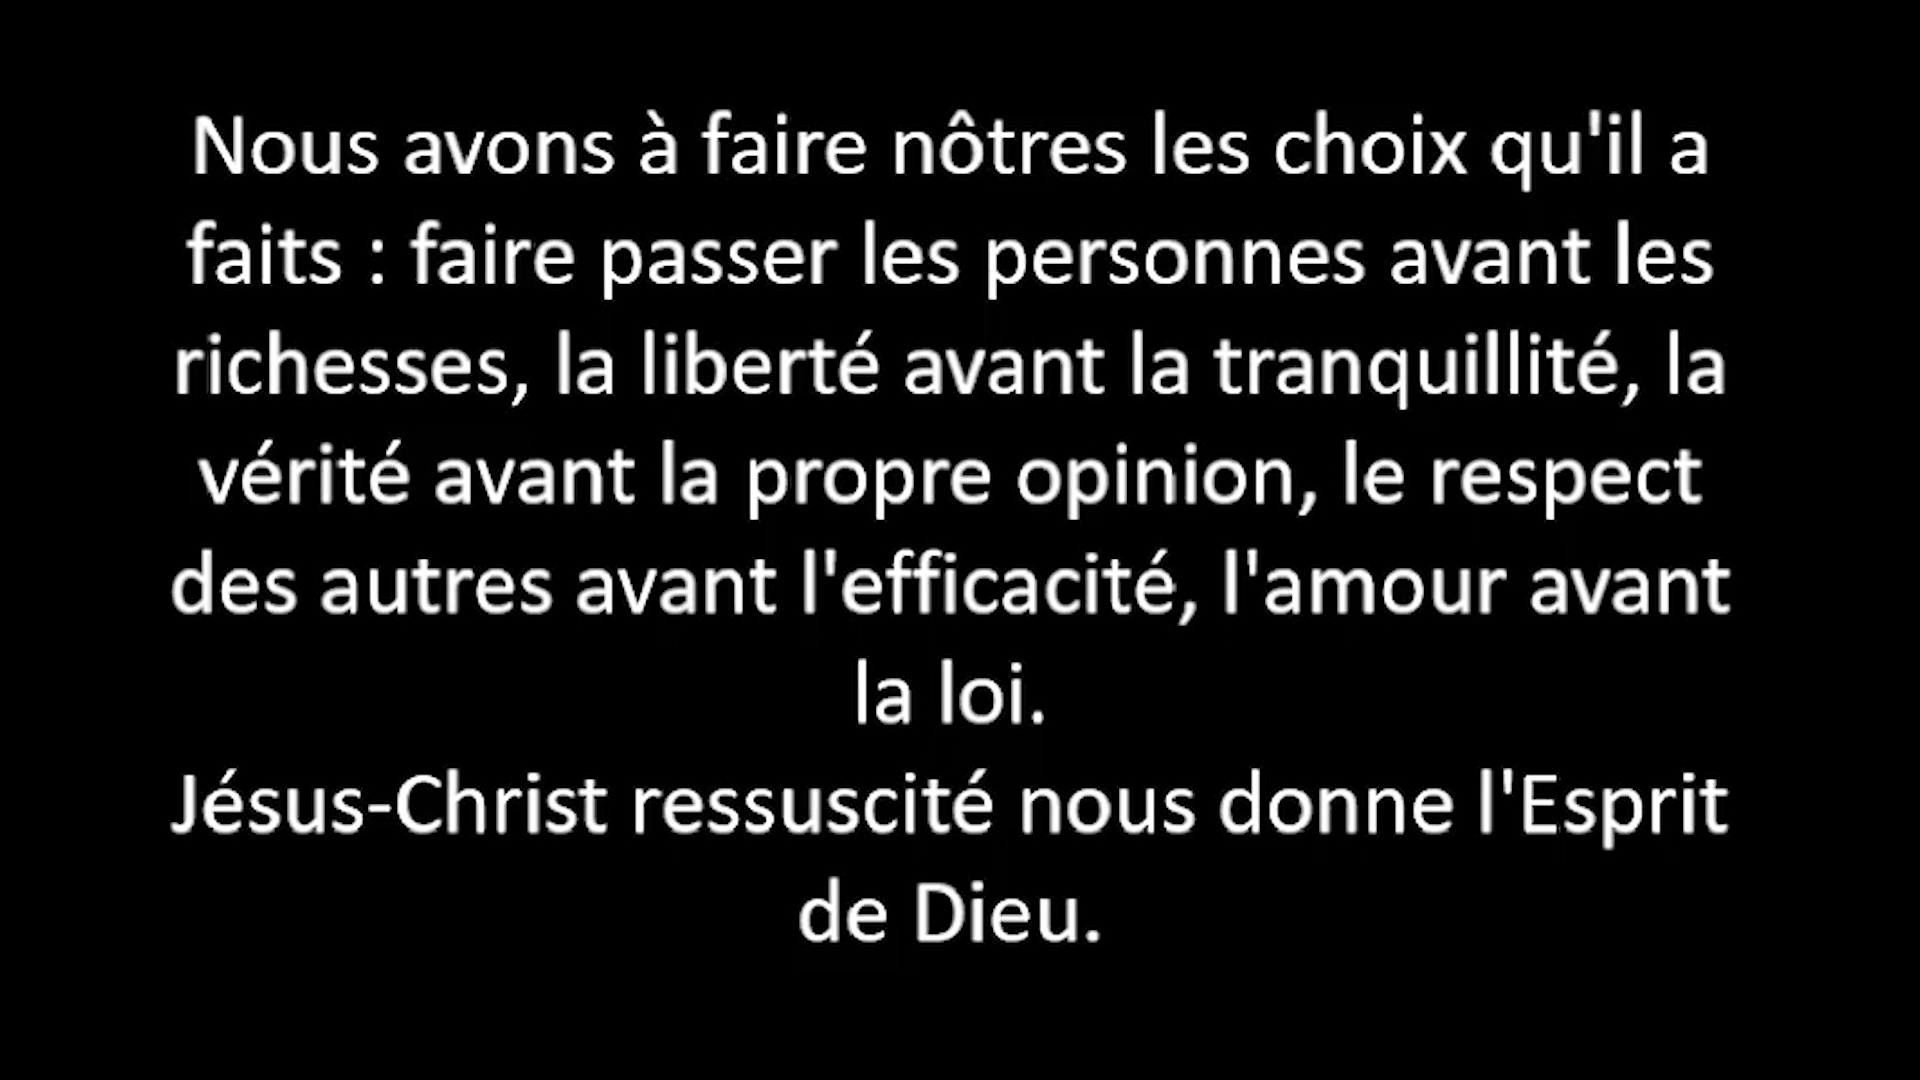 Nous avons à faire nôtres les choix qu'il a
faits : faire passer les personnes avant les
richesses, la liberté avant la tranquillité, la
vérité avant la propre opinion, le respect
des autres avant l'efficacité, l'amour avant
la loi.
Jésus-Christ ressuscité nous donne l'Esprit
de Dieu.